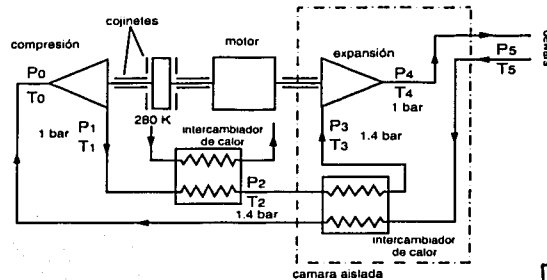 cojinetes
compresión
motor
expansión
P0
T0
P4
T4
1 bar
P5
T5
280 K
1 bar
P1
T1
intercambiador
de calor
P3
T3
1.4 bar
P2
T2
1.4 bar
intercambiador
de calor
camara aislada